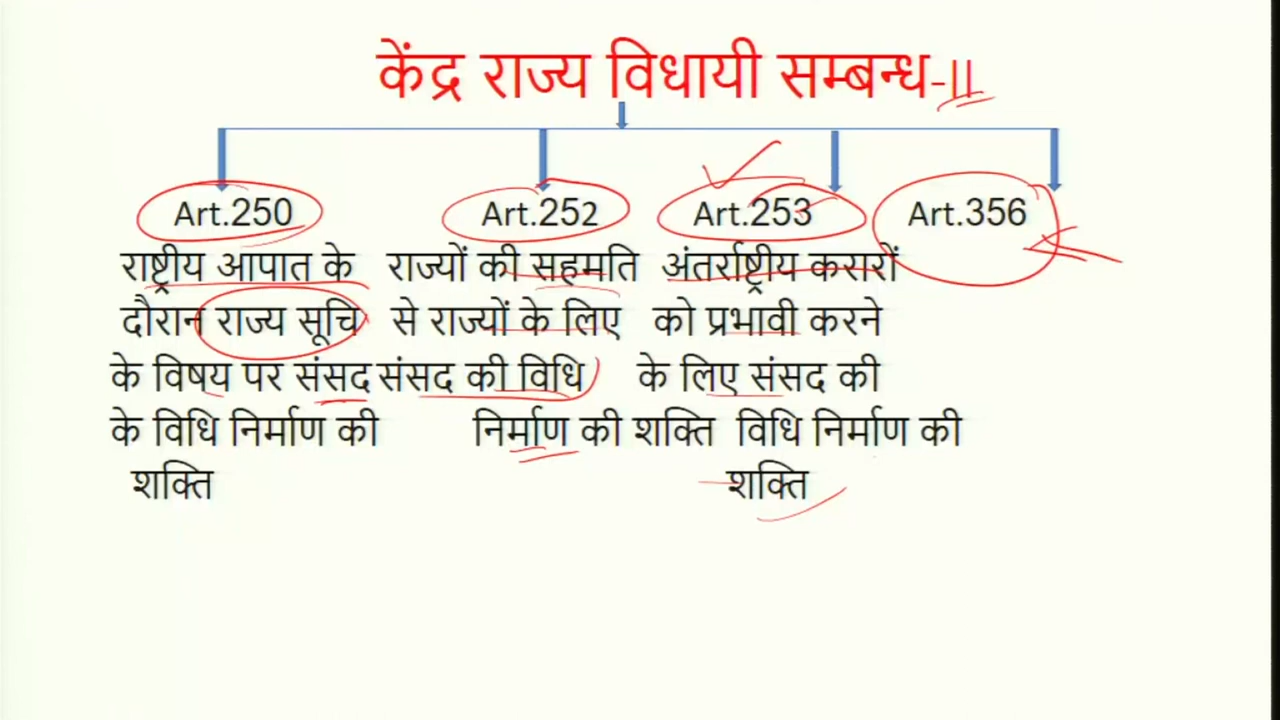 केंद्र राज्य विधायी सम्बन्ध-II
Art.250 Art.252 Art.253 Art.356
राष्ट्रीय आपात के राज्यों की सहमति अंतर्राष्ट्रीय करारों
दौरान राज्य सूचि से राज्यों के लिए को प्रभावी करने
के विषय पर संसद संसद की विधि के लिए संसद की
के विधि निर्माण की निर्माण की शक्ति विधि निर्माण की
शक्ति शक्ति